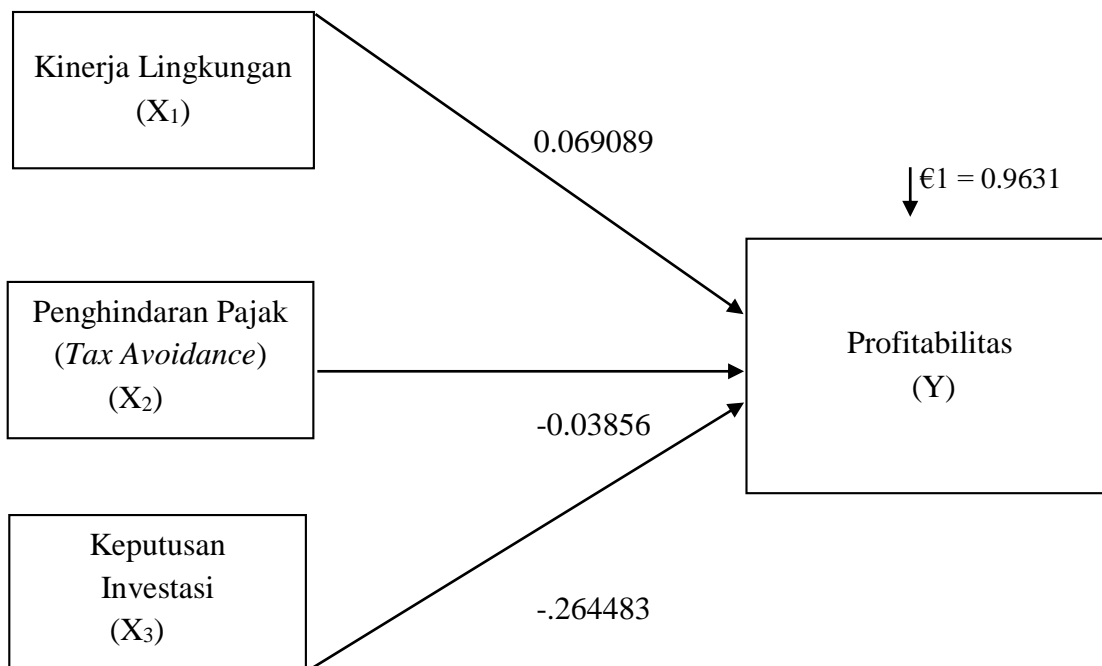 Kinerja Lingkungan
(X₁)
0.069089
€1 = 0.9631
Penghindaran Pajak
(Tax Avoidance)
(X₂)
-0.03856
Profitabilitas
(Y)
Keputusan
Investasi
(X₃)
-.264483